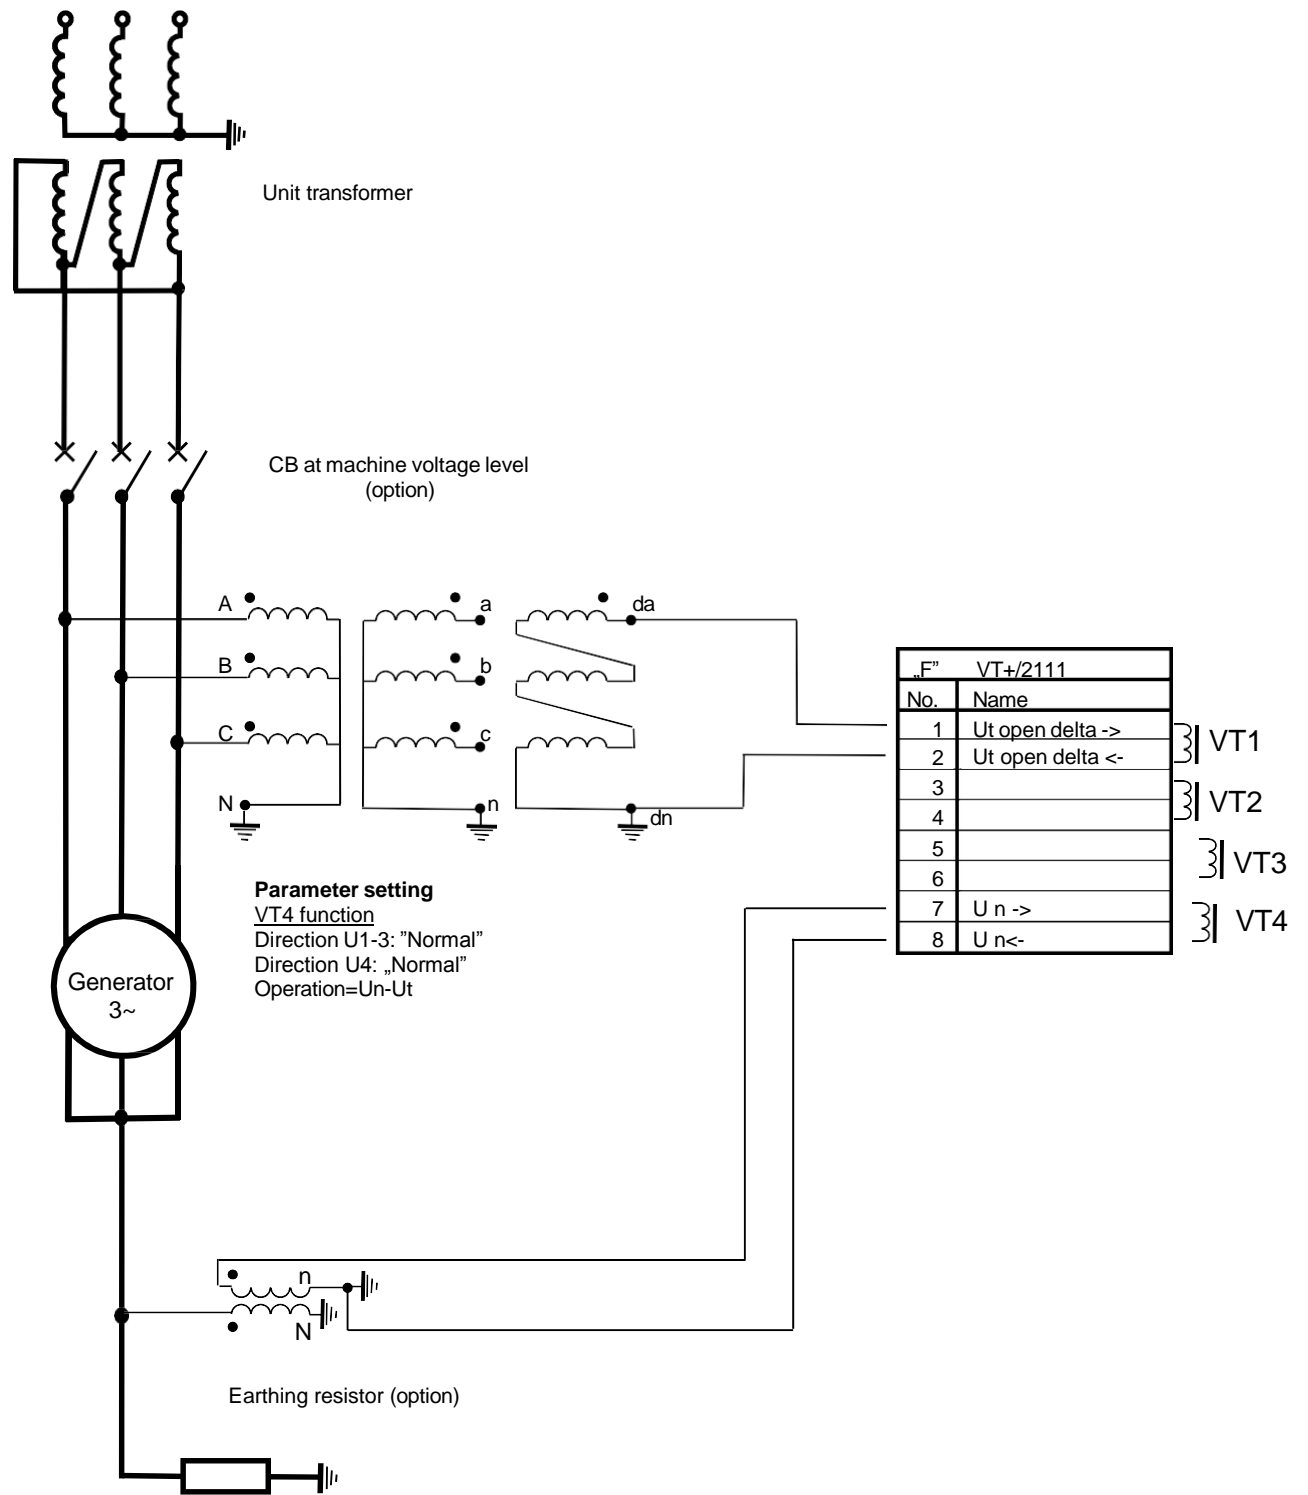 Unit transformer
CB at machine voltage level
(option)
A
a
da
B
b
C
c
N
n
dn
„F” VT+/2111
No. Name
1 Ut open delta ->
2 Ut open delta <-
3
4
5
6
7 U n ->
8 U n<-
VT1
VT2
VT3
VT4
Parameter setting
VT4 function
Direction U1-3: ”Normal”
Direction U4: „Normal”
Operation=Un-Ut
Generator
3~
n
N
Earthing resistor (option)